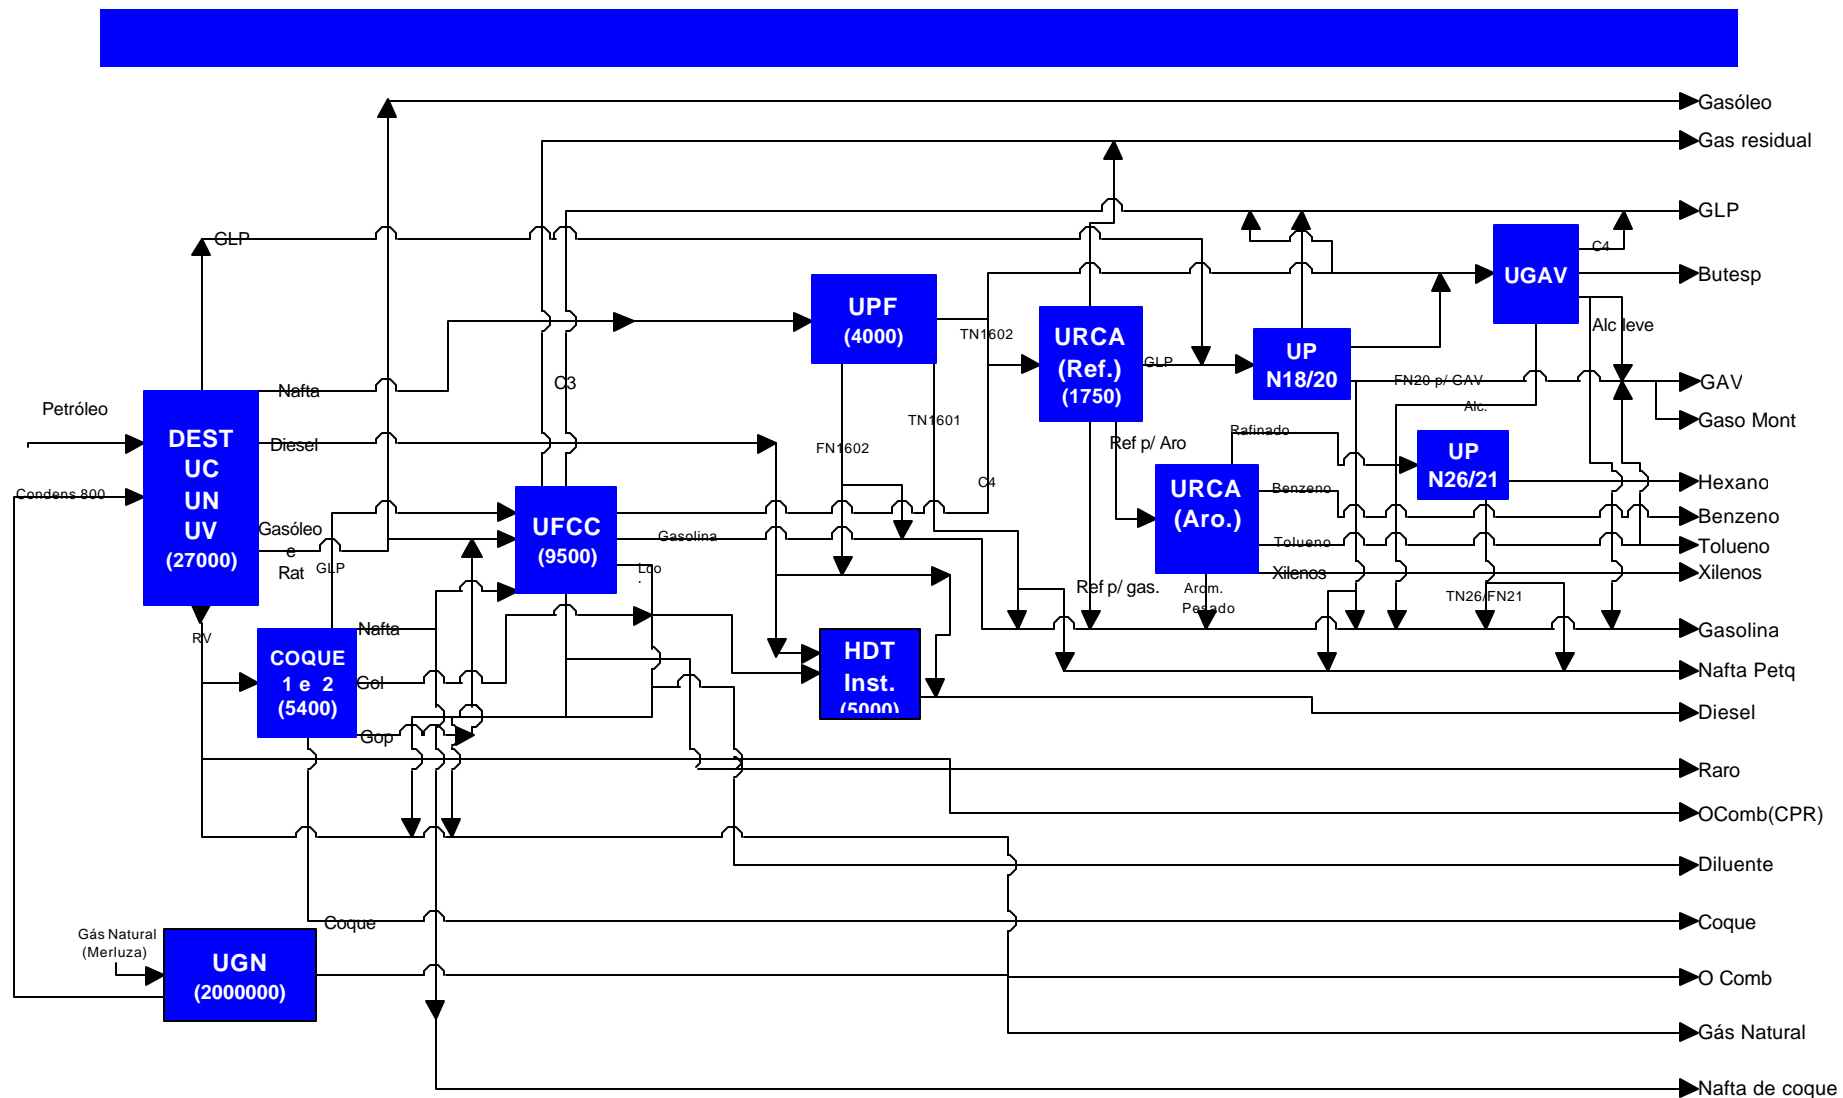 Gasóleo
Gas residual
GLP
GLP
C4
UGAV
Butesp
UPF
(4000)
TN1602
URCA
(Ref.)
(1750)
GLP
UP
N18/20
Alc leve
C3
Nafta
FN20 p/ GAV
GAV
Petróleo
TN1601
Alc.
Gaso Mont
DEST
UC
UN
UV
(27000)
Diesel
FN1602
Ref p/ Aro
Rafinado
UP
N26/21
Condens 800
C4
URCA
(Aro.)
Benzeno
Hexano
UFCC
(9500)
Gasolina
Benzeno
Gasóleo
e
Rat
GLP
Lco
.
Tolueno
Tolueno
Xilenos
Xilenos
Ref p/ gas.
Arom.
Pesado
TN26/FN21
RV
Nafta
Gasolina
COQUE
1 e 2
(5400)
Gol
HDT
Inst.
(5000)
Nafta Petq
Gop
Diesel
Raro
OComb(CPR)
Diluente
Coque
Coque
Gás Natural
(Merluza)
UGN
(2000000)
O Comb
Gás Natural
Nafta de coque